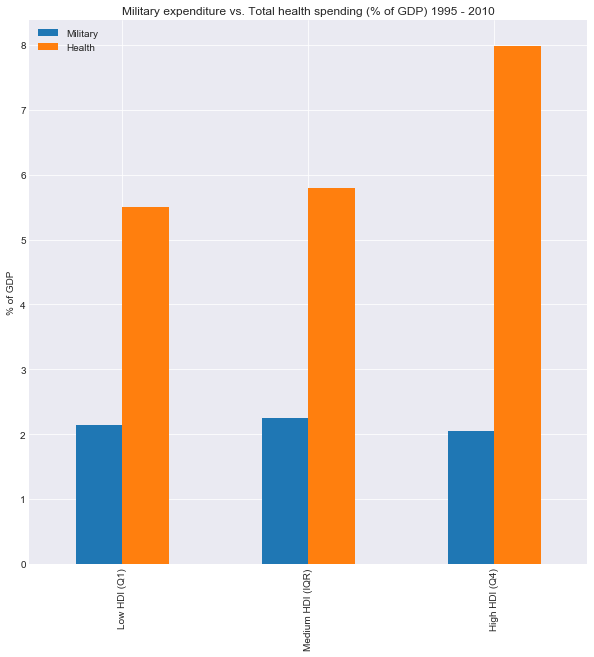 Military expenditure vs. Total health spending (% of GDP) 1995 - 2010
Military
Health
8
7
6
5
4
3
2
1
0
% of GDP
Low HDI (Q1)
Medium HDI (IQR)
High HDI (Q4)